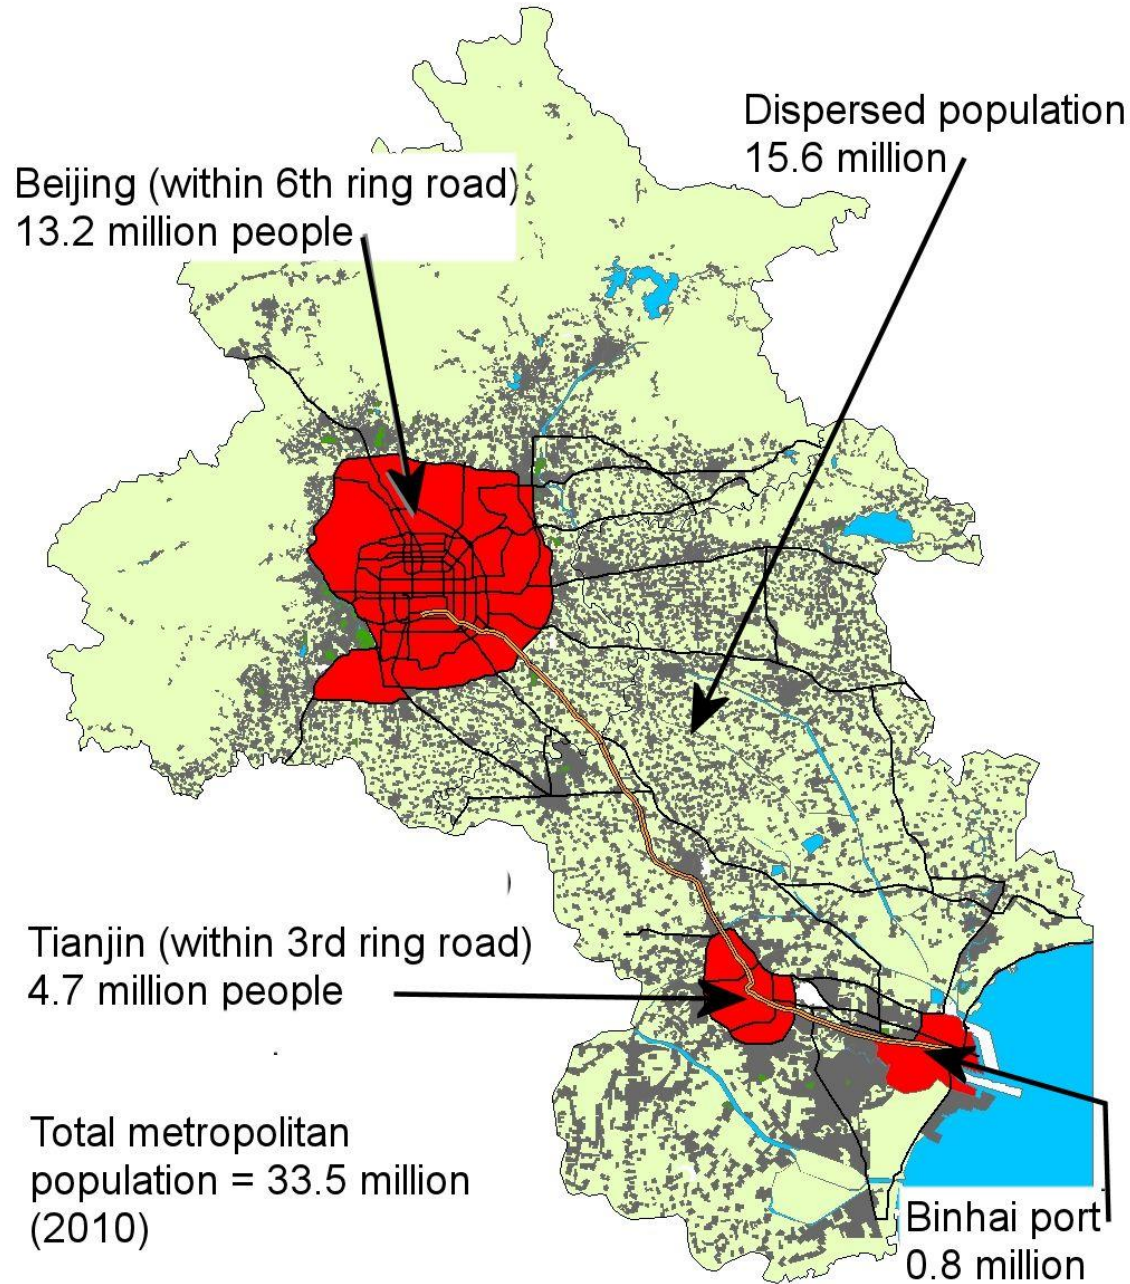 Dispersed population
15.6 million
Beijing (within 6th ring road)
13.2 million people
)
Tianjin (within 3rd ring road)
4.7 million people
.
Total metropolitan
population = 33.5 million
(2010)
Binhai port
0.8 million